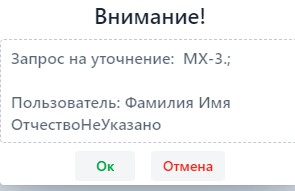 Внимание!
Запрос на уточнение:  МХ-3.;
Пользователь: Фамилия Имя
ОтчествоНеУказано
Ок
Отмена